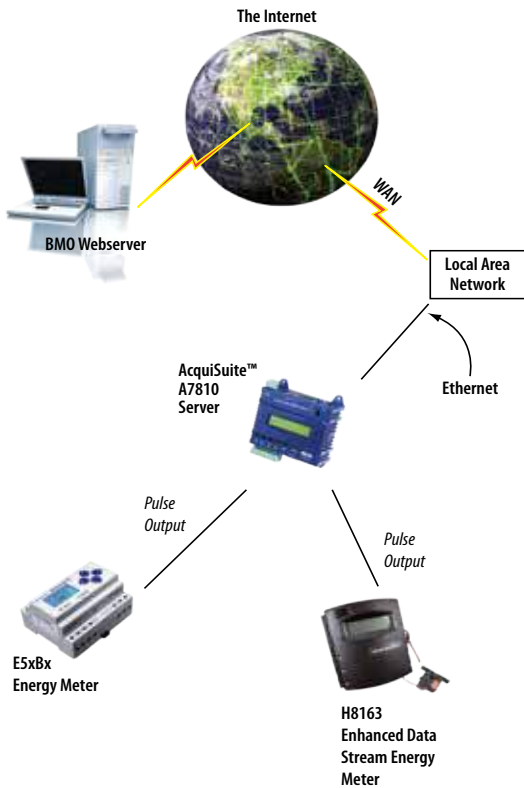 The Internet
WAN
BMO Webserver
Local Area
Network
AcquiSuite™
A7810
Server
Ethernet
Pulse
Output
Pulse
Output
E5xBx
Energy Meter
H8163
Enhanced Data
Stream Energy
Meter